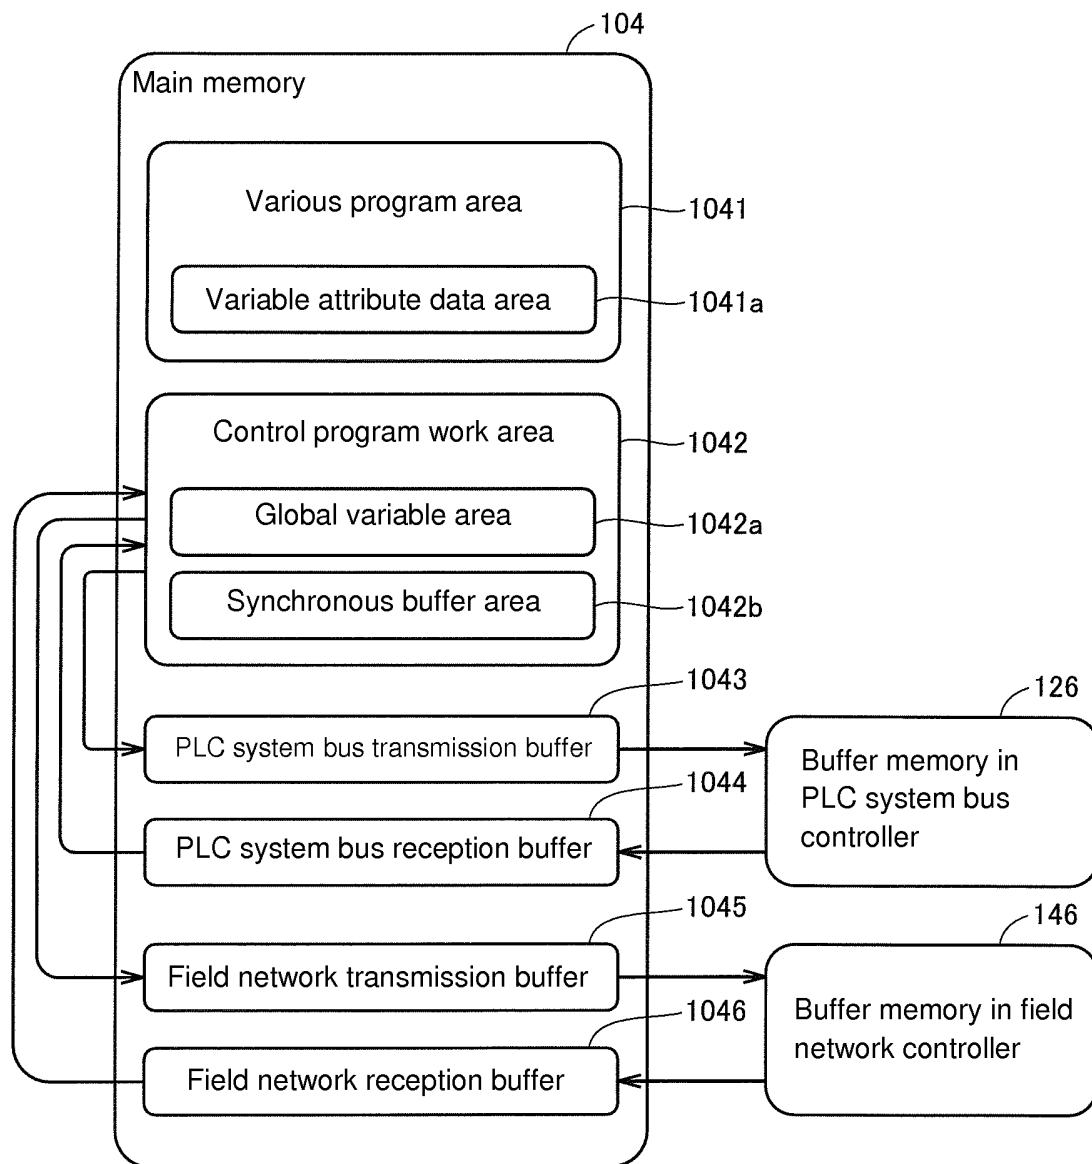 104
Main memory
Various program area
1041
Variable attribute data area
1041a
Control program work area
1042
Global variable area
1042a
Synchronous buffer area
1042b
1043
126
PLC system bus transmission buffer
Buffer memory in
PLC system bus
controller
1044
PLC system bus reception buffer
1045
146
Field network transmission buffer
Buffer memory in field
network controller
1046
Field network reception buffer